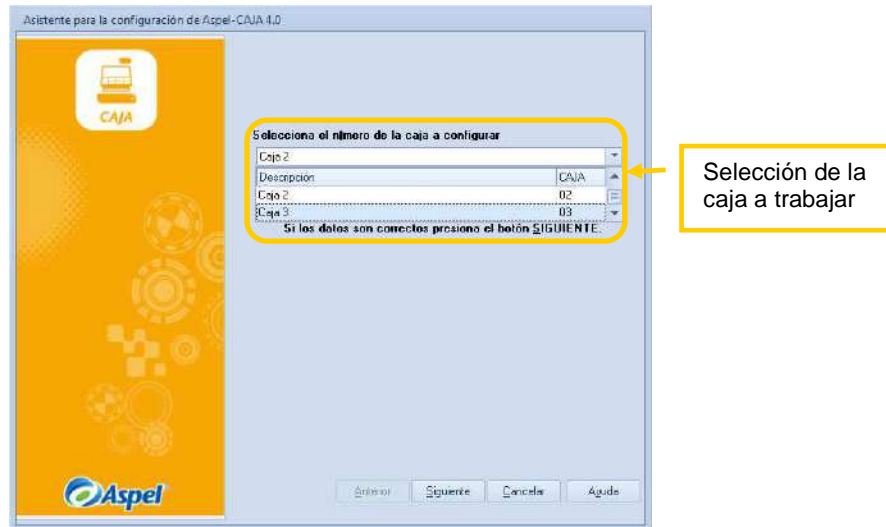 Asistente para la configuración de Aspel-CAJA 4.0
CAJA
Selecciona el número de la caja a configurar
Caja 2
Descripción CAJA
Caja 2 02
Caja 3 03
Si los datos son correctos presiona el botón SIGUIENTE.
Selección de la
caja a trabajar
Aspel
Anterior Siguiente Cancelar Ayuda